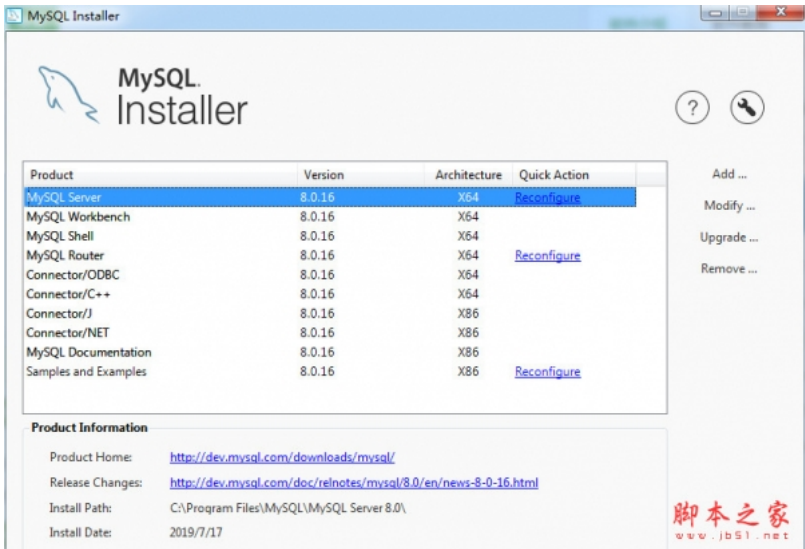 MySQL Installer
MySQL.
Installer
?
Product Version Architecture Quick Action
MySQL Server 8.0.16 X64 Reconfigure
MySQL Workbench 8.0.16 X64
MySQL Shell 8.0.16 X64
MySQL Router 8.0.16 X64 Reconfigure
Connector/ODBC 8.0.16 X64
Connector/C++ 8.0.16 X64
Connector/J 8.0.16 X86
Connector/NET 8.0.16 X86
MySQL Documentation 8.0.16 X86
Samples and Examples 8.0.16 X86 Reconfigure
Add ...
Modify ...
Upgrade ...
Remove ...
Product Information
Product Home: http://dev.mysql.com/downloads/mysql/
Release Changes: http://dev.mysql.com/doc/relnotes/mysql/8.0/en/news-8-0-16.html
Install Path: C:\Program Files\MySQL\MySQL Server 8.0\
Install Date: 2019/7/17
脚本之家
www.jb51.net